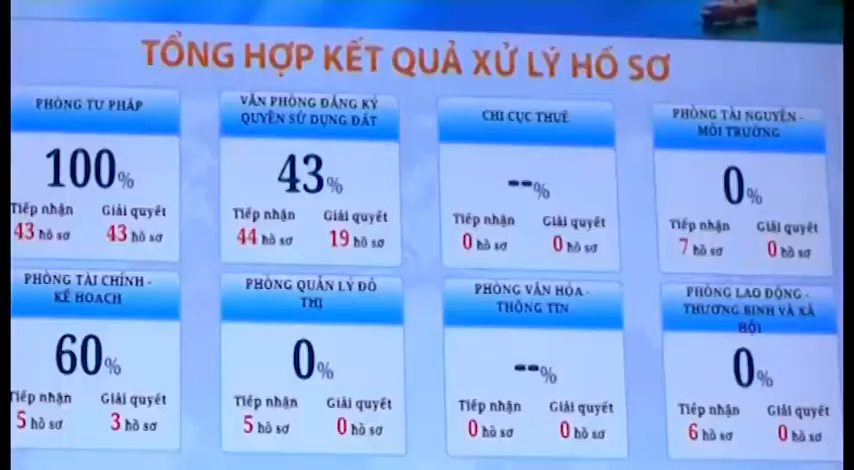 TỔNG HỢP KẾT QUẢ XỬ LÝ HỒ SƠ
PHÒNG TƯ PHÁP
100%
Tiếp nhận Giải quyết
43 hồ sơ 43 hồ sơ
VĂN PHÒNG ĐĂNG KÝ
QUYỀN SỬ DỤNG ĐẤT
43%
Tiếp nhận Giải quyết
44 hồ sơ 19 hồ sơ
CHI CỤC THUẾ
--%
Tiếp nhận Giải quyết
0 hồ sơ 0 hồ sơ
PHÒNG TÀI NGUYÊN -
MÔI TRƯỜNG
0%
Tiếp nhận Giải quyết
7 hồ sơ 0 hồ sơ
PHÒNG TÀI CHÍNH -
KẾ HOẠCH
60%
Tiếp nhận Giải quyết
5 hồ sơ 3 hồ sơ
PHÒNG QUẢN LÝ ĐÔ
THỊ
0%
Tiếp nhận Giải quyết
5 hồ sơ 0 hồ sơ
PHÒNG VĂN HÓA -
THÔNG TIN
--%
Tiếp nhận Giải quyết
0 hồ sơ 0 hồ sơ
PHÒNG LAO ĐỘNG -
THƯƠNG BINH VÀ XÃ
HỘI
0%
Tiếp nhận Giải quyết
6 hồ sơ 0 hồ sơ